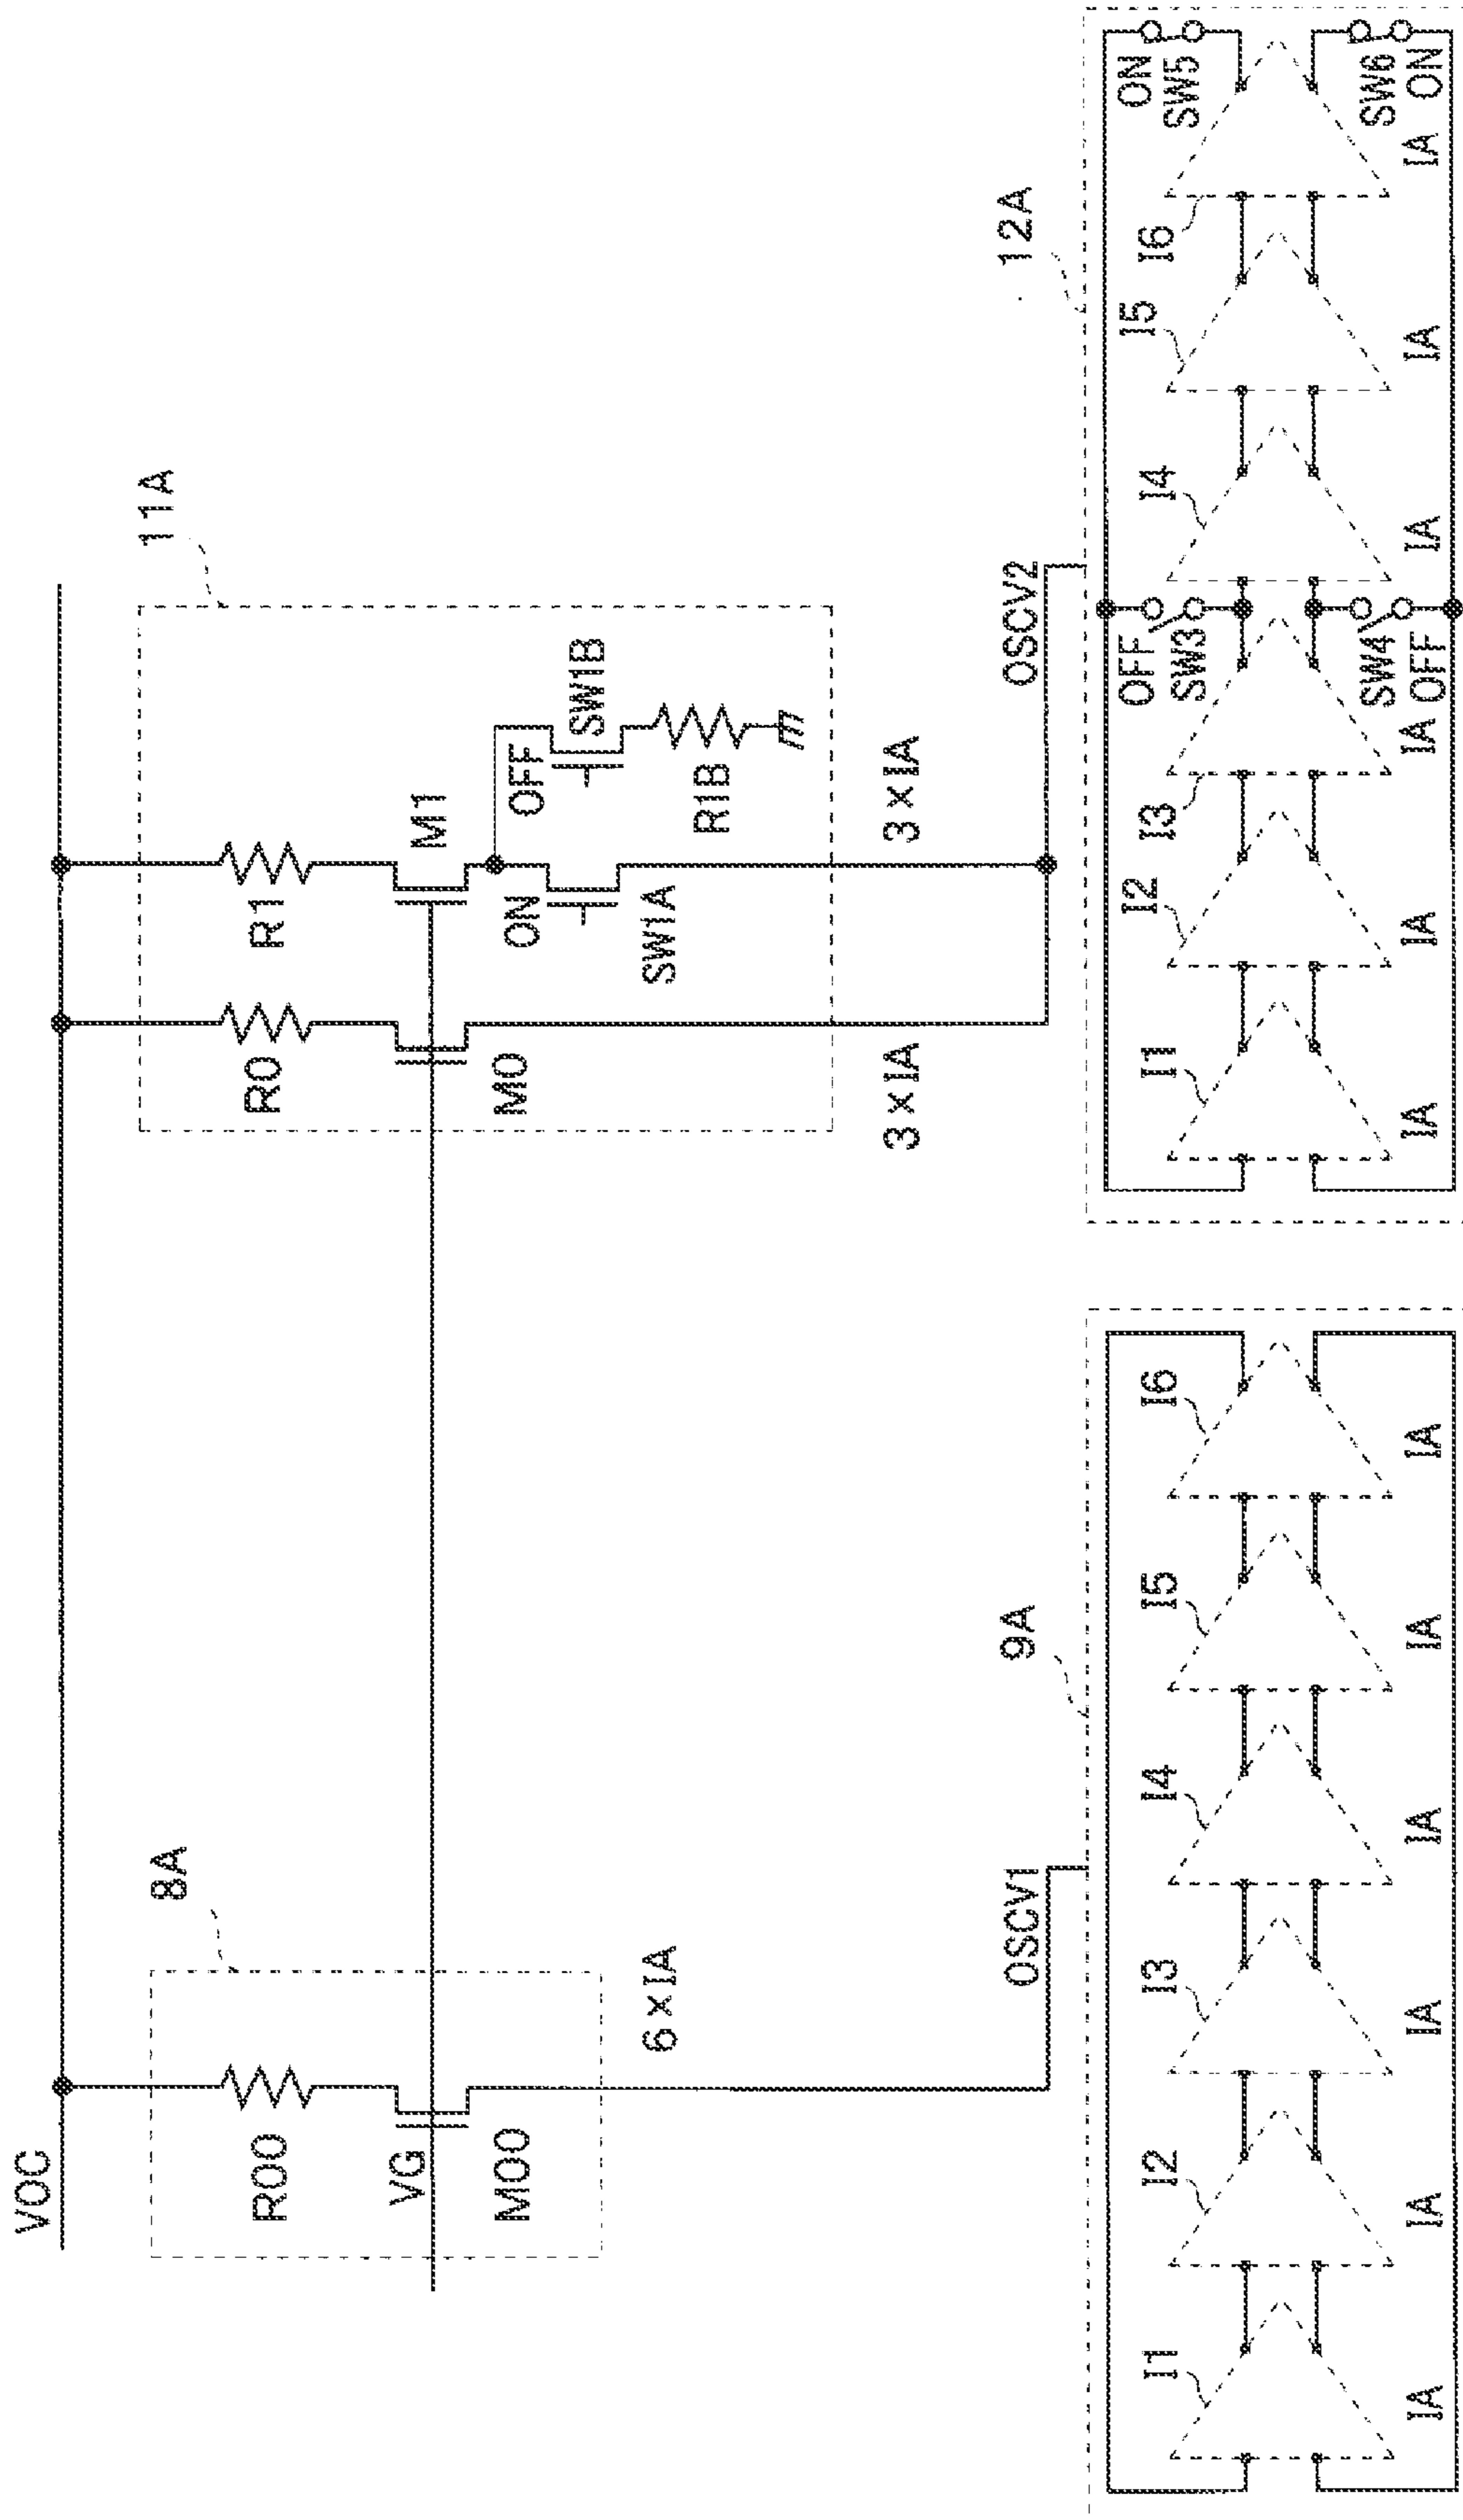 VOC
8A
R00
VG
M00
6×IA
OSCV1
11A
R0
R1
M0
M1
ON
OFF
SW1A
SW1B
R1B
3×IA
3×IA
OSCV2
9A
I1
I2
I3
I4
I5
I6
IA
IA
IA
IA
IA
IA
12A
I1
I2
I3
OFF
SW3
I4
I5
I6
ON
SW5
SW4
OFF
SW6
ON
IA
IA
IA
IA
IA
IA